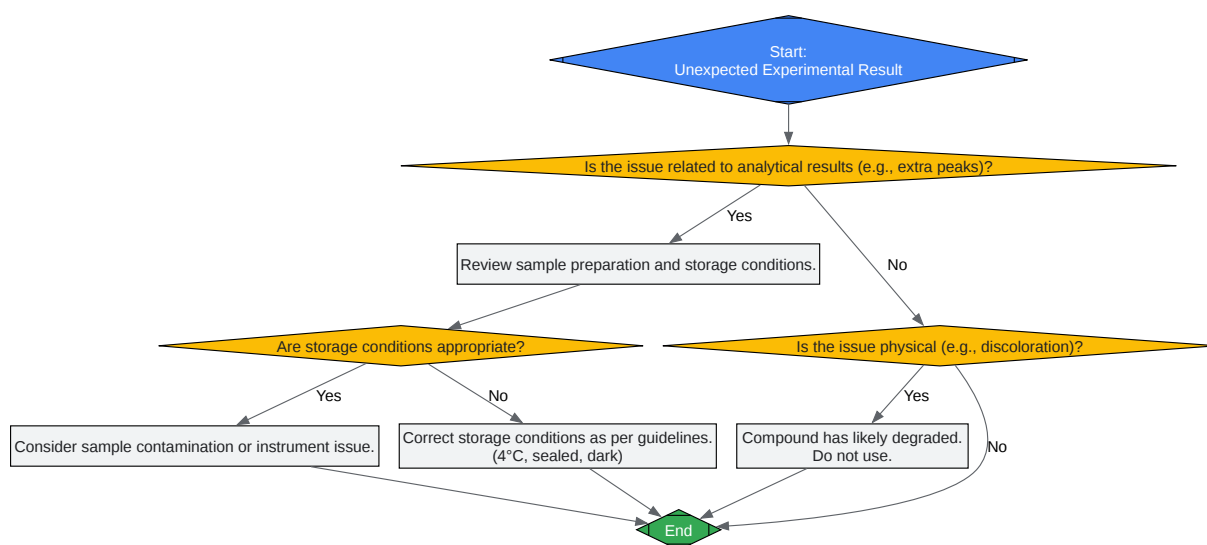 Start:
Unexpected Experimental Result
Is the issue related to analytical results (e.g., extra peaks)?
Yes
No
Review sample preparation and storage conditions.
Are storage conditions appropriate?
Is the issue physical (e.g., discoloration)?
Yes
No
Yes
No
Consider sample contamination or instrument issue.
Correct storage conditions as per guidelines.
(4°C, sealed, dark)
Compound has likely degraded.
Do not use.
End